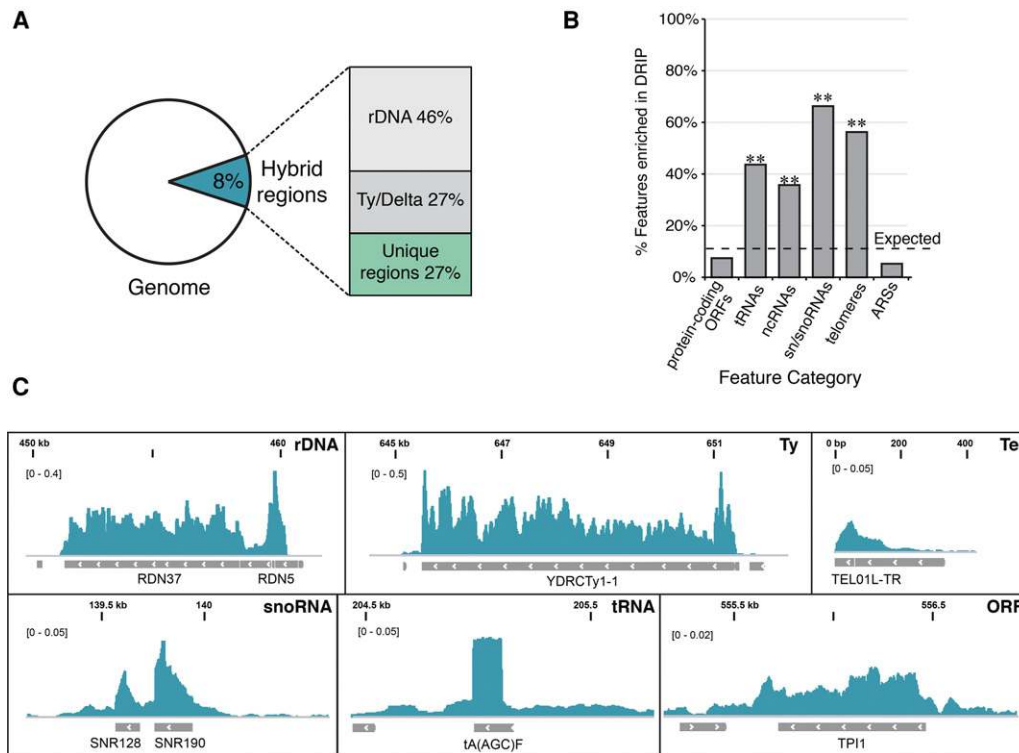 A
8%
Hybrid
regions
Genome
rDNA 46%
Ty/Delta 27%
Unique
regions 27%
B
% Features enriched in DRIP
100%
80%
60%
40%
20%
0%
**
**
**
**
Expected
protein-coding
ORFs
tRNAs
ncRNAs
sn/snoRNAs
telomeres
ARSs
Feature Category
C
450 kb
460
rDNA
[0 - 0.4]
RDN37
RDN5
645 kb
647
649
651
Ty
[0 - 0.5]
YDRCTy1-1
0 bp
200
400
Te
[0 - 0.05]
TEL01L-TR
139.5 kb
140
snoRNA
[0 - 0.05]
SNR128
SNR190
204.5 kb
205.5
tRNA
[0 - 0.05]
tA(AGC)F
555.5 kb
556.5
ORF
[0 - 0.02]
TPI1